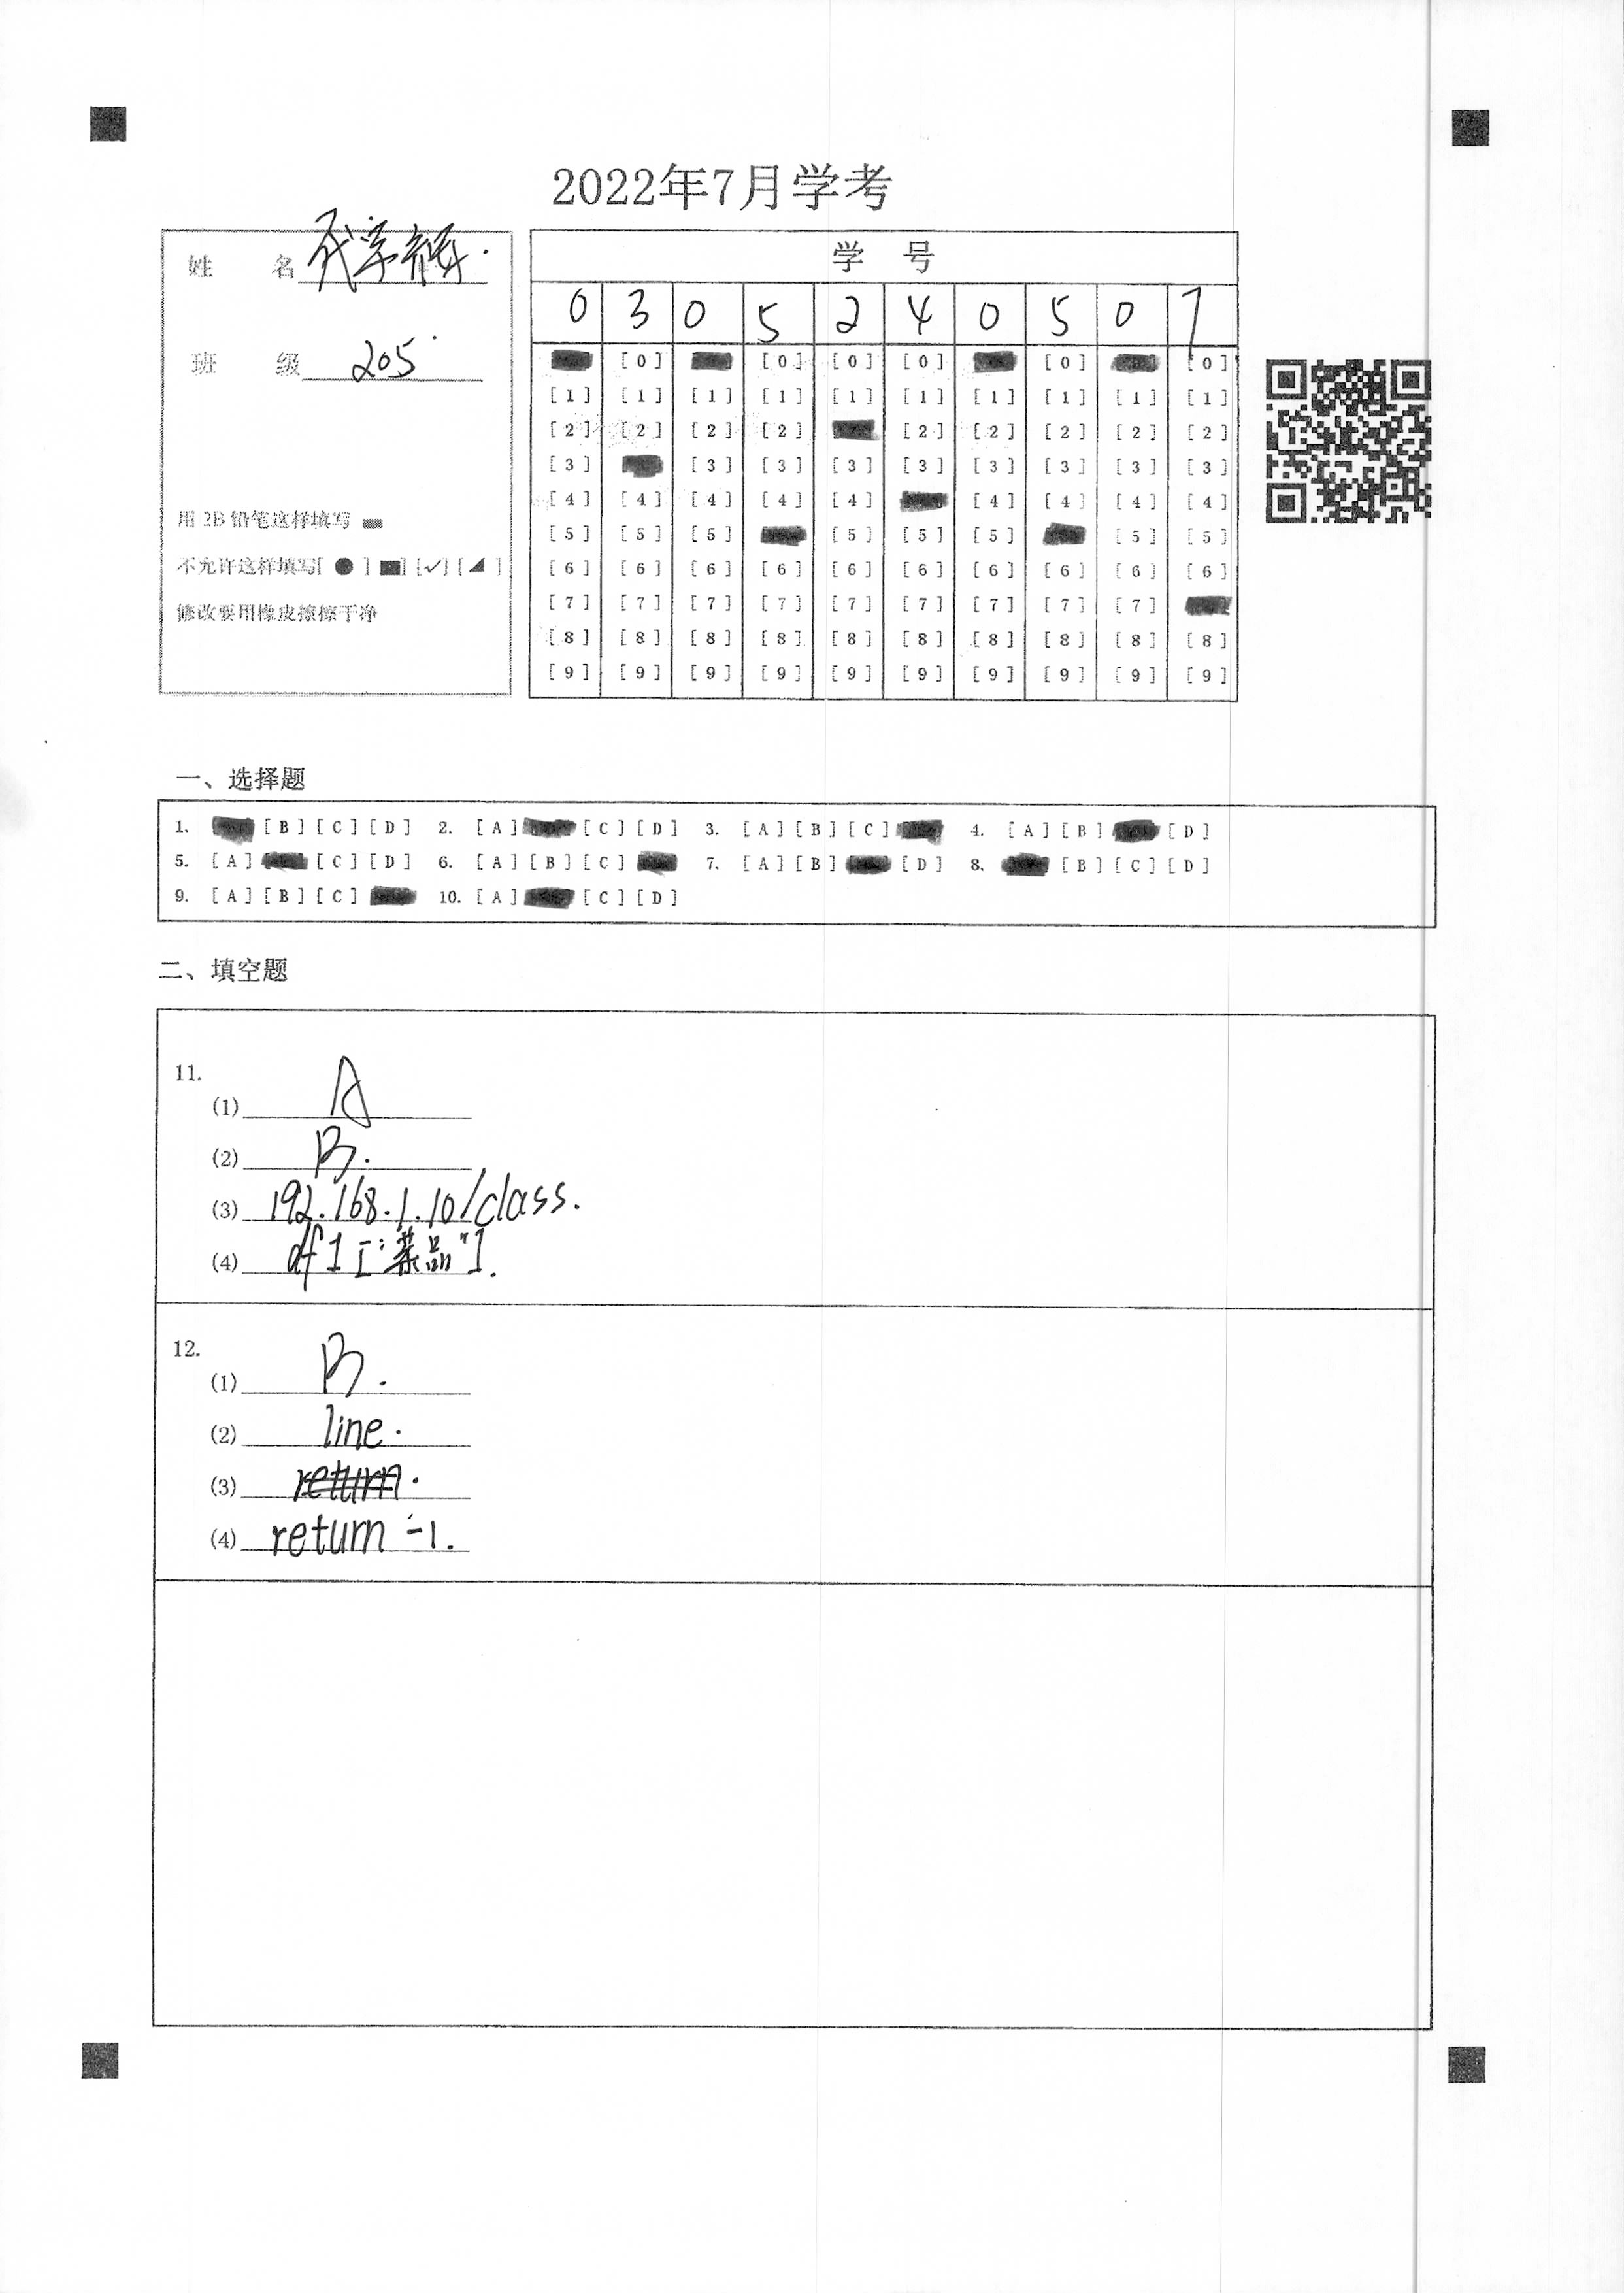 2022年7月学考
姓 名
班 级 205
用 2B 铅笔这样填写
不允许这样填写[ ● ] [■] [✓] [◢ ]
修改要用橡皮擦擦干净
学 号
0 3 0 5 2 4 0 5 0 7
[0] [0] [0] [0] [0] [0]
[1] [1] [1] [1] [1] [1] [1] [1] [1] [1]
[2] [2] [2] [2] [2] [2] [2] [2] [2]
[3] [3] [3] [3] [3] [3] [3] [3] [3]
[4] [4] [4] [4] [4] [4] [4] [4] [4]
[5] [5] [5] [5] [5] [5] [5] [5]
[6] [6] [6] [6] [6] [6] [6] [6] [6] [6]
[7] [7] [7] [7] [7] [7] [7] [7] [7]
[8] [8] [8] [8] [8] [8] [8] [8] [8] [8]
[9] [9] [9] [9] [9] [9] [9] [9] [9] [9]
一、选择题
1. [B] [C] [D] 2. [A] [C] [D] 3. [A] [B] [C] 4. [A] [B] [D]
5. [A] [C] [D] 6. [A] [B] [C] 7. [A] [B] [D] 8. [B] [C] [D]
9. [A] [B] [C] 10. [A] [C] [D]
二、填空题
11.
(1) A
(2) B.
(3) 192.168.1.10/class.
(4) df1["菜品"].
12.
(1) B.
(2) line.
(3) return.
(4) return -1.